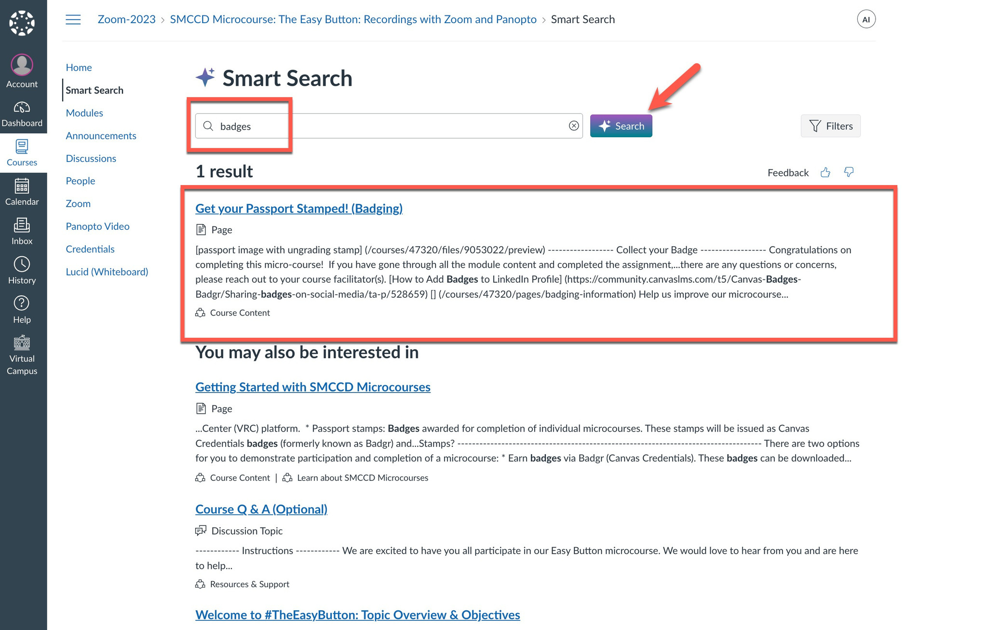 Zoom-2023 > SMCCD Microcourse: The Easy Button: Recordings with Zoom and Panopto > Smart Search
AI
Account
Dashboard
Courses
Calendar
Inbox
History
Help
Virtual
Campus
Home
Smart Search
Modules
Announcements
Discussions
People
Zoom
Panopto Video
Credentials
Lucid (Whiteboard)
Smart Search
badges
Search
Filters
1 result
Feedback
Get your Passport Stamped! (Badging)
Page
[passport image with ungrading stamp] (/courses/47320/files/9053022/preview) ------------------ Collect your Badge ------------------ Congratulations on
completing this micro-course!  If you have gone through all the module content and completed the assignment,...there are any questions or concerns,
please reach out to your course facilitator(s). [How to Add Badges to LinkedIn Profile] (https://community.canvaslms.com/t5/Canvas-Badges-
Badgr/Sharing-badges-on-social-media/ta-p/528659) [] (/courses/47320/pages/badging-information) Help us improve our microcourse...
Course Content
You may also be interested in
Getting Started with SMCCD Microcourses
Page
...Center (VRC) platform.  * Passport stamps: Badges awarded for completion of individual microcourses. These stamps will be issued as Canvas
Credentials badges (formerly known as Badgr) and...Stamps? ----------------------------------------------------------------------------------- There are two options
for you to demonstrate participation and completion of a microcourse: * Earn badges via Badgr (Canvas Credentials). These badges can be downloaded...
Course Content | Learn about SMCCD Microcourses
Course Q & A (Optional)
Discussion Topic
------------ Instructions ------------ We are excited to have you all participate in our Easy Button microcourse. We would love to hear from you and are here
to help...
Resources & Support
Welcome to #TheEasyButton: Topic Overview & Objectives